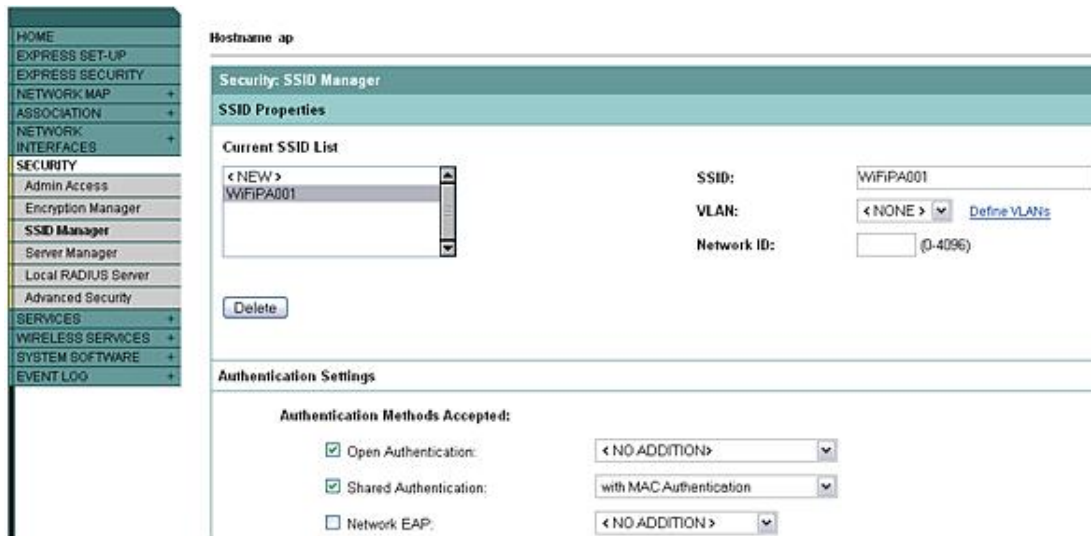 HOME
EXPRESS SET-UP
EXPRESS SECURITY
NETWORK MAP +
ASSOCIATION +
NETWORK
INTERFACES +
SECURITY
Admin Access
Encryption Manager
SSID Manager
Server Manager
Local RADIUS Server
Advanced Security
SERVICES +
WIRELESS SERVICES +
SYSTEM SOFTWARE +
EVENT LOG +
Hostname ap
Security: SSID Manager
SSID Properties
Current SSID List
< NEW >
WiFiPA001
Delete
SSID: WiFiPA001
VLAN: < NONE > Define VLANs
Network ID: (0-4096)
Authentication Settings
Authentication Methods Accepted:
Open Authentication: < NO ADDITION>
Shared Authentication: with MAC Authentication
Network EAP: < NO ADDITION >